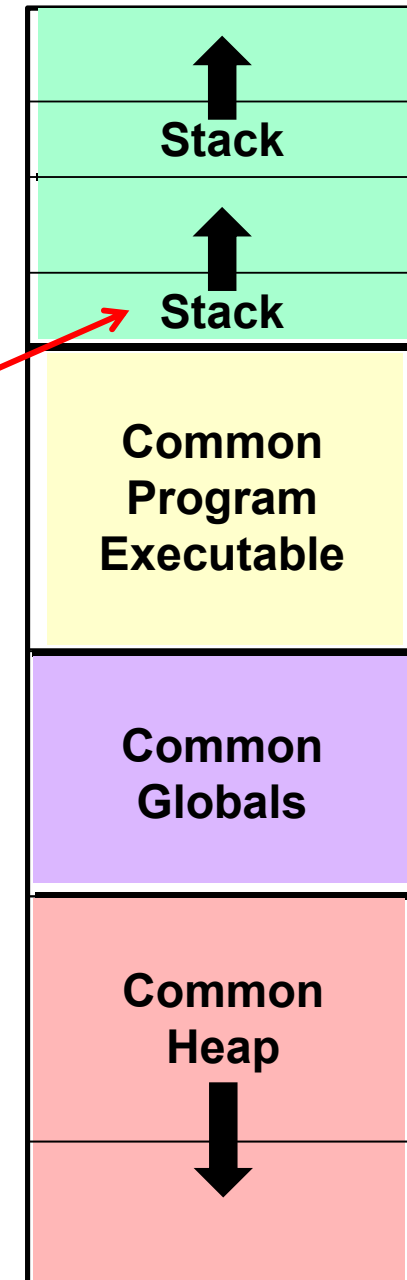 Stack
Stack
Common
Program
Executable
Common
Globals
Common
Heap